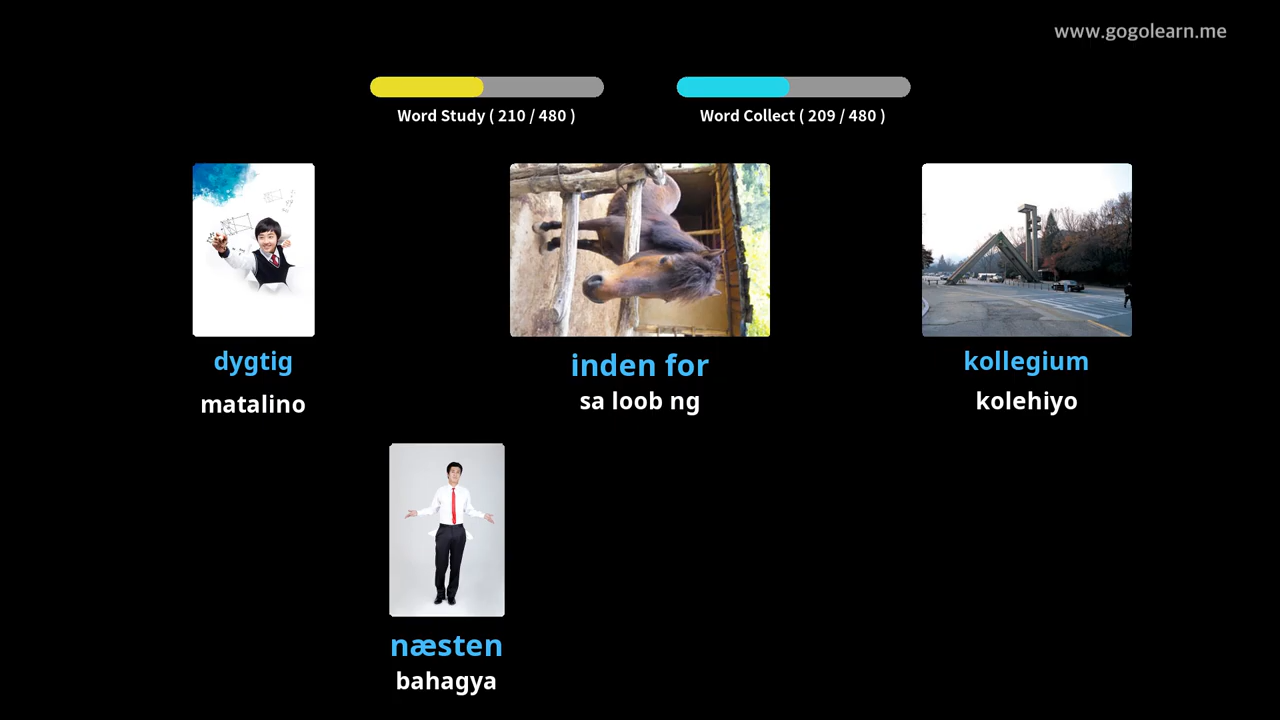 www.gogolearn.me
Word Study ( 210 / 480 )
Word Collect ( 209 / 480 )
dygtig
matalino
inden for
sa loob ng
kollegium
kolehiyo
næsten
bahagya